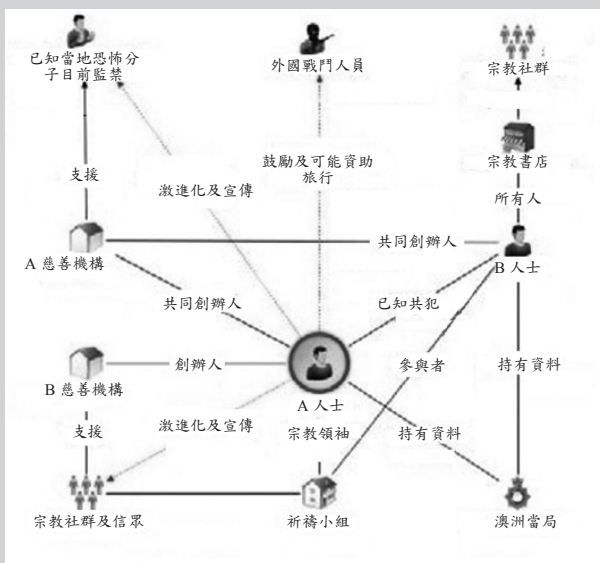 已知當地恐怖分
子目前監禁
外國戰鬥人員
宗教社群
宗教書店
支援
激進化及宣傳
鼓勵及可能資助
旅行
所有人
A 慈善機構
共同創辦人
B 人士
共同創辦人
已知共犯
B 慈善機構
創辦人
A 人士
參與者
持有資料
支援
激進化及宣傳
宗教領袖
持有資料
宗教社群及信眾
祈禱小組
澳洲當局